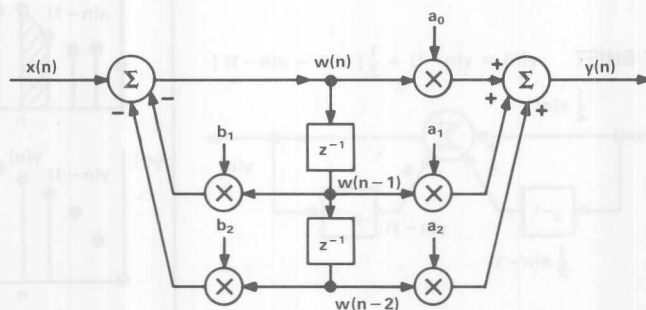 a₀
x(n) Σ w(n) × + Σ y(n)
− − + +
b₁ z⁻¹ a₁
× w(n−1) ×
b₂ z⁻¹ a₂
× w(n−2) ×